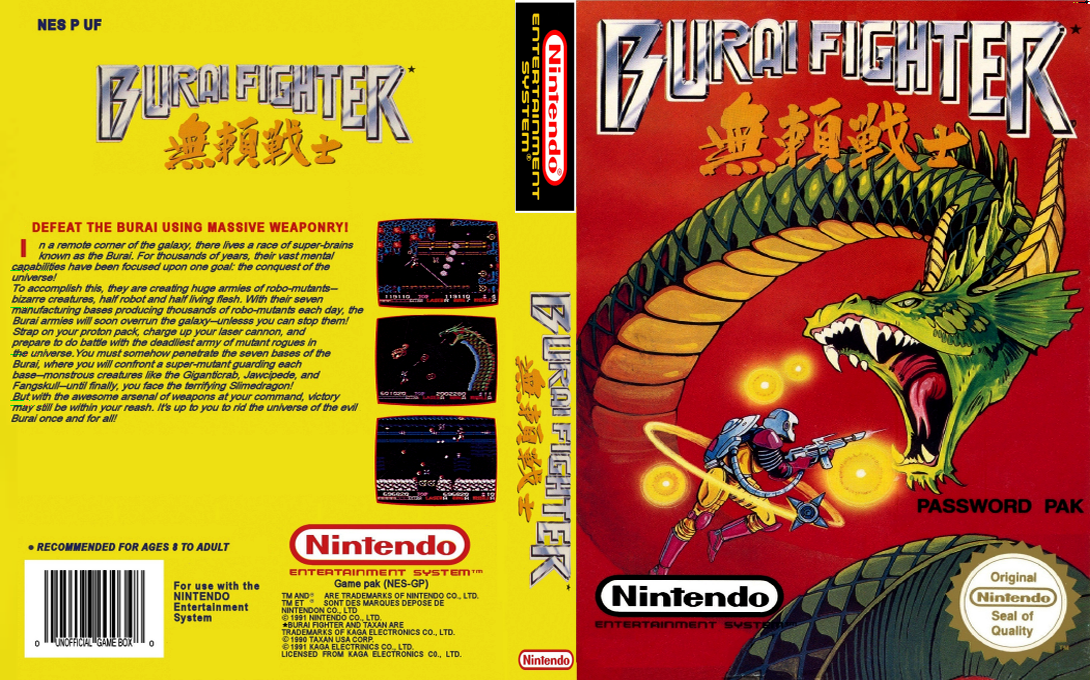 NES P UF
BURAI FIGHTER★
無頼戦士
DEFEAT THE BURAI USING MASSIVE WEAPONRY!
In a remote corner of the galaxy, there lives a race of super-brains
known as the Burai. For thousands of years, their vast mental
capabilities have been focused upon one goal: the conquest of the
universe!
To accomplish this, they are creating huge armies of robo-mutants—
bizarre creatures, half robot and half living flesh. With their seven
manufacturing bases producing thousands of robo-mutants each day, the
Burai armies will soon overrun the galaxy—unlesss you can stop them!
Strap on your proton pack, charge up your laser cannon, and
prepare to do battle with the deadliest army of mutant rogues in
the universe. You must somehow penetrate the seven bases of the
Burai, where you will confront a super-mutant guarding each
base—monstrous creatures like the Giganticrab, Jawcipede, and
Fangskull—until finally, you face the terrifying Slimedragon!
But with the awesome arsenal of weapons at your command, victory
may still be within your reash. It's up to you to rid the universe of the evil
Burai once and for all!
● RECOMMENDED FOR AGES 8 TO ADULT
0 UNOFFICIAL GAME BOX 0
For use with the
NINTENDO
Entertainment
System
Nintendo
ENTERTAINMENT SYSTEM™
Game pak (NES-GP)
TM AND® ARE TRADEMARKS OF NINTENDO CO., LTD.
TM ET ® SONT DES MARQUES DEPOSE DE
NINTENDON CO., LTD
© 1991 NINTENDO CO., LTD.
★BURAI FIGHTER AND TAXAN ARE
TRADEMARKS OF KAGA ELECTRONICS CO., LTD.
© 1990 TAXAN USA CORP.
© 1991 KAGA ELECTRINICS CO., LTD.
LICENSED FROM KAGA ELECTRONICS C0., LTD.
Nintendo®
ENTERTAINMENT
SYSTEM®
BURAI FIGHTER★
無頼戦士
Nintendo
BURAI FIGHTER★
無頼戦士
PASSWORD PAK
Nintendo
ENTERTAINMENT SYSTEM
Original
Nintendo
Seal of
Quality